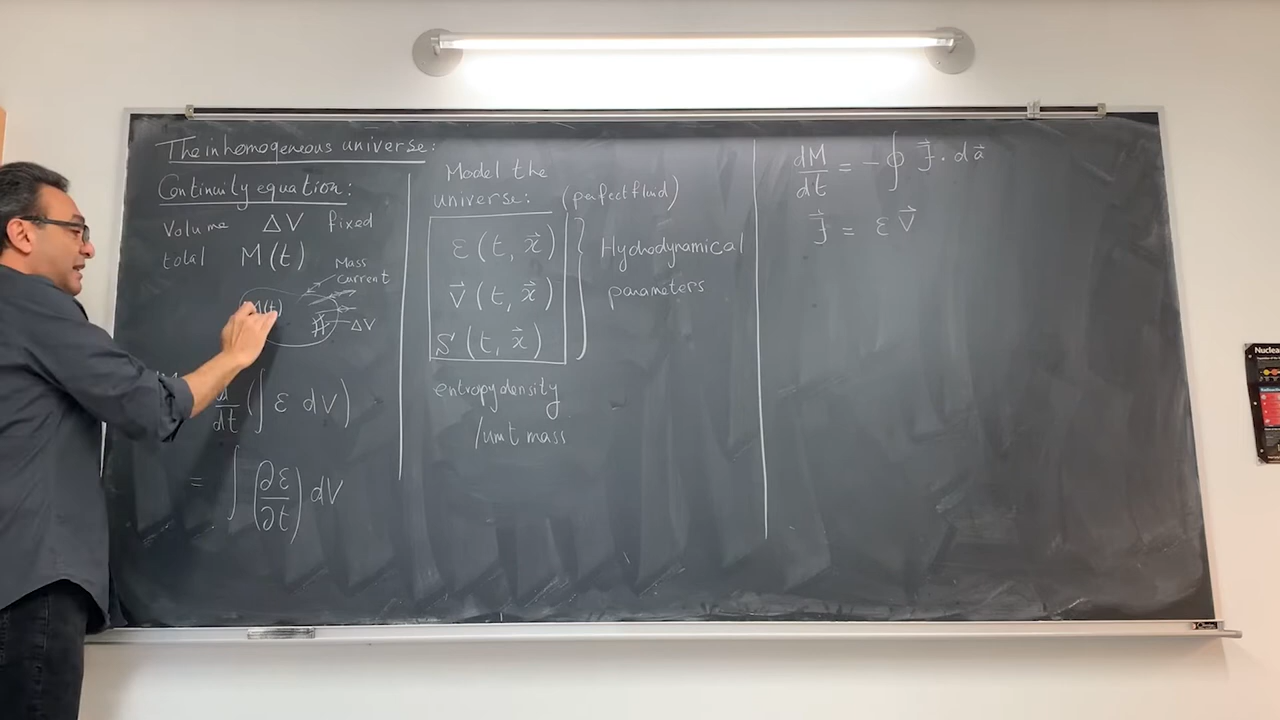 The inhomogeneous universe:
Continuity equation:
Volume ΔV fixed
total M(t)
Mass
current
M(t)
ΔV
d/dt (∫ ε dV)
= ∫ (∂ε/∂t) dV
Model the
universe: (perfect fluid)
ε (t, x⃗)
v⃗ (t, x⃗)
S (t, x⃗)
Hydrodynamical
parameters
entropy density
/unit mass
dM/dt = -∮ J⃗ · da⃗
J⃗ = ε V⃗
Nuclear